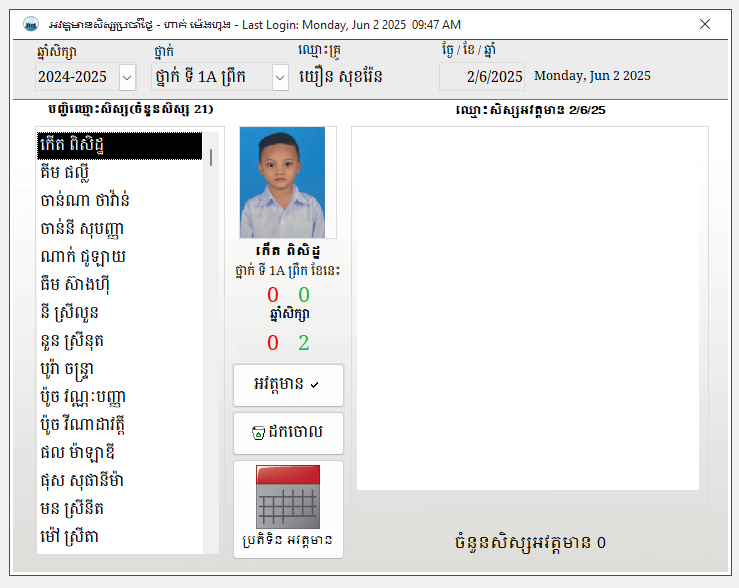 អវត្តមានសិស្សប្រចាំថ្ងៃ - ហាក់ ម៉េងហុង - Last Login: Monday, Jun 2 2025 09:47 AM
ឆ្នាំសិក្សា ថ្នាក់ ឈ្មោះគ្រូ ថ្ងៃ / ខែ / ឆ្នាំ
2024-2025 ថ្នាក់ ទី 1A ព្រឹក យឿន សុខរ៉ែន 2/6/2025 Monday, Jun 2 2025
បញ្ជីឈ្មោះសិស្ស(ចំនួនសិស្ស 21)
កើត ពិសិដ្ឋ
គីម ផល្លី
ចាន់ណា ថាវ៉ាន់
ចាន់នី សុបញ្ញា
ណាក់ ជូឡាយ
ធឹម ស៊ាងហ៊ី
នី ស្រីលួន
នួន ស្រីនុត
បូរ៉ា ចន្ទ្រា
ប៉ូច វណ្ណៈបញ្ញា
ប៉ូច វីណាដាវត្តី
ផល ម៉ាឡាឌី
ផុស សុផានីម៉ា
មន ស្រីនីត
ម៉ៅ ស្រីតា
កើត ពិសិដ្ឋ
ថ្នាក់ ទី 1A ព្រឹក ខែនេះ
0 0
ឆ្នាំសិក្សា
0 2
អវត្តមាន ✓
ដកចោល
ប្រតិទិន អវត្តមាន
ឈ្មោះសិស្សអវត្តមាន 2/6/25
ចំនួនសិស្សអវត្តមាន 0